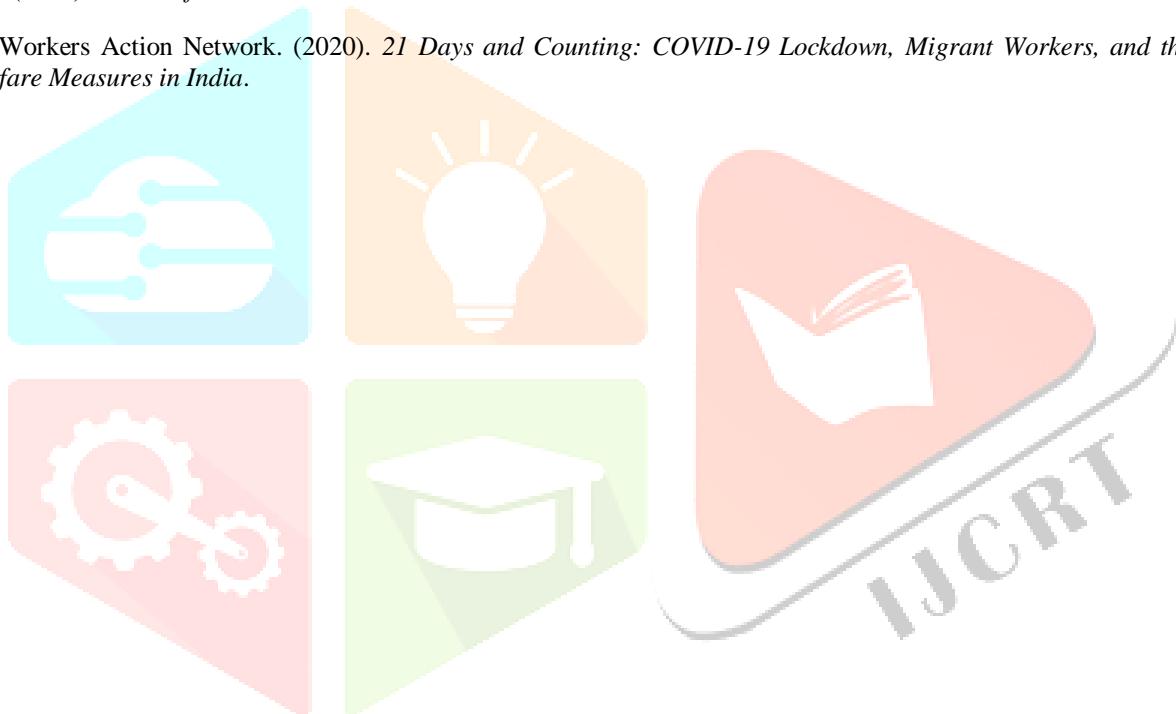 Workers Action Network. (2020). 21 Days and Counting: COVID-19 Lockdown, Migrant Workers, and
fare Measures in India.
IJCRT